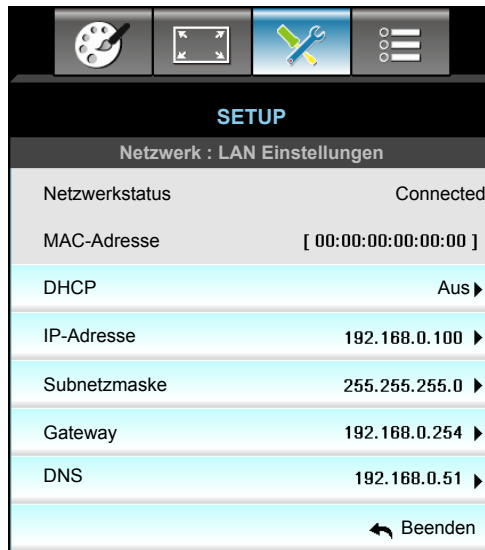 SETUP
Netzwerk : LAN Einstellungen
Netzwerkstatus Connected
MAC-Adresse [ 00:00:00:00:00:00 ]
DHCP Aus
IP-Adresse 192.168.0.100
Subnetzmaske 255.255.255.0
Gateway 192.168.0.254
DNS 192.168.0.51
Beenden